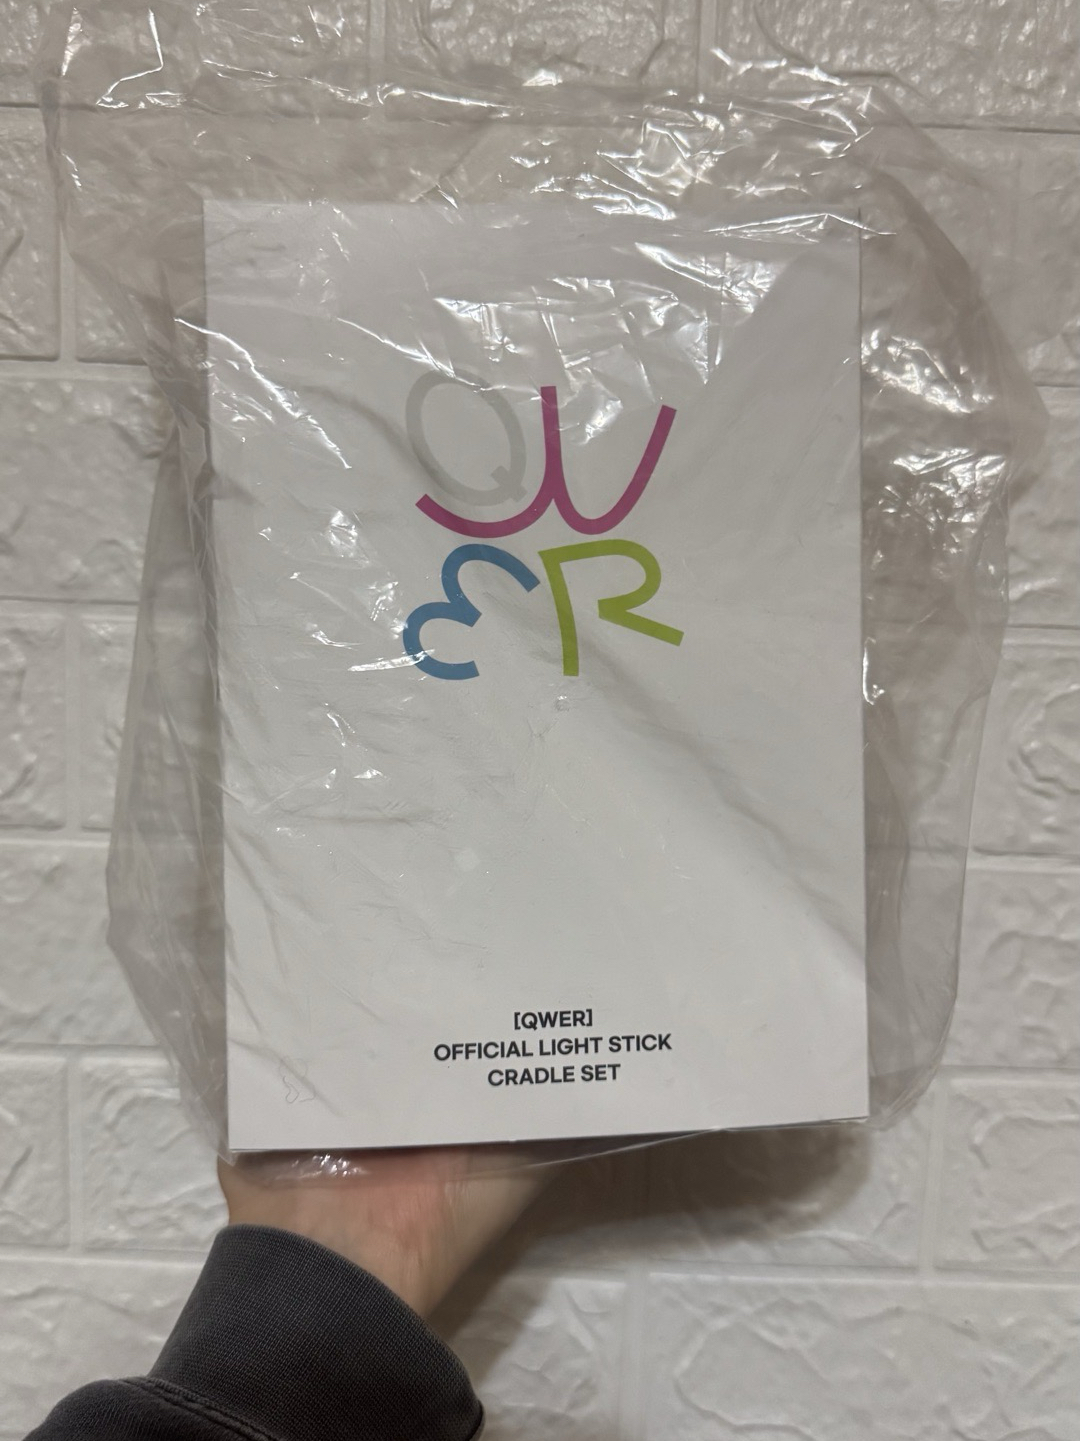 QW
ER
[QWER]
OFFICIAL LIGHT STICK
CRADLE SET